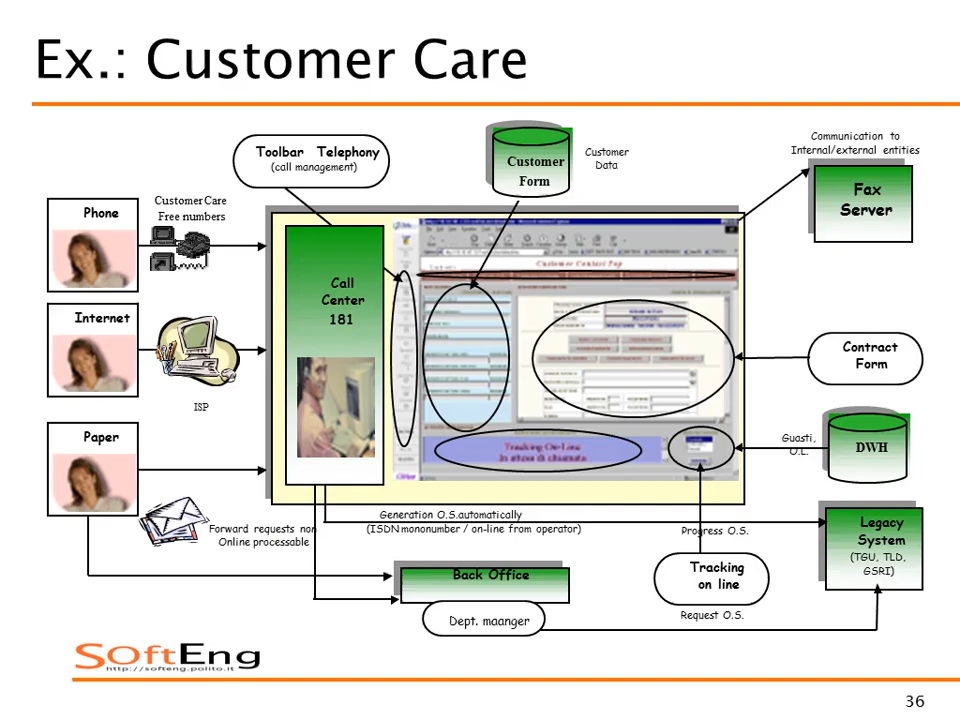 Ex.: Customer Care
Toolbar Telephony
(call management)
Customer
Form
Customer
Data
Communication to
Internal/external entities
Fax
Server
Phone
Customer Care
Free numbers
Call
Center
181
Customer Contact Pop
Internet
ISP
Contract
Form
Paper
Guasti,
O.L.
DWH
Tracking On-Line
In attesa di chiamata
Generation O.S.automatically
(ISDN mononumber / on-line from operator)
Forward requests non
Online processable
Progress O.S.
Legacy
System
(TGU, TLD,
GSRI)
Back Office
Tracking
on line
Dept. maanger
Request O.S.
SOftEng
http://softeng.polito.it
36